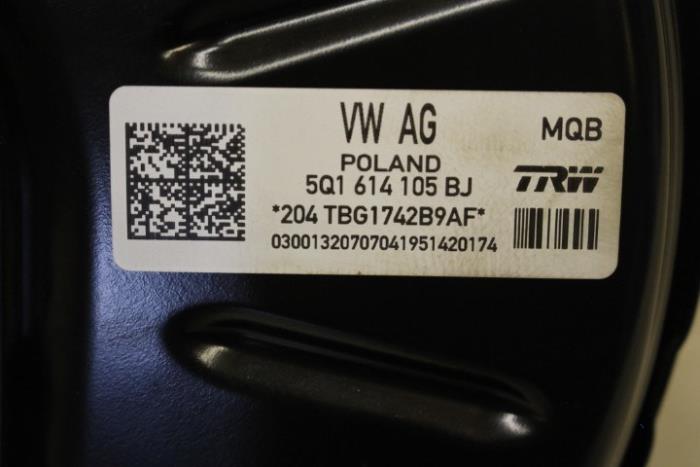 VW AG
MQB
POLAND
5Q1 614 105 BJ
TRW
*204 TBG1742B9AF*
03001320707041951420174